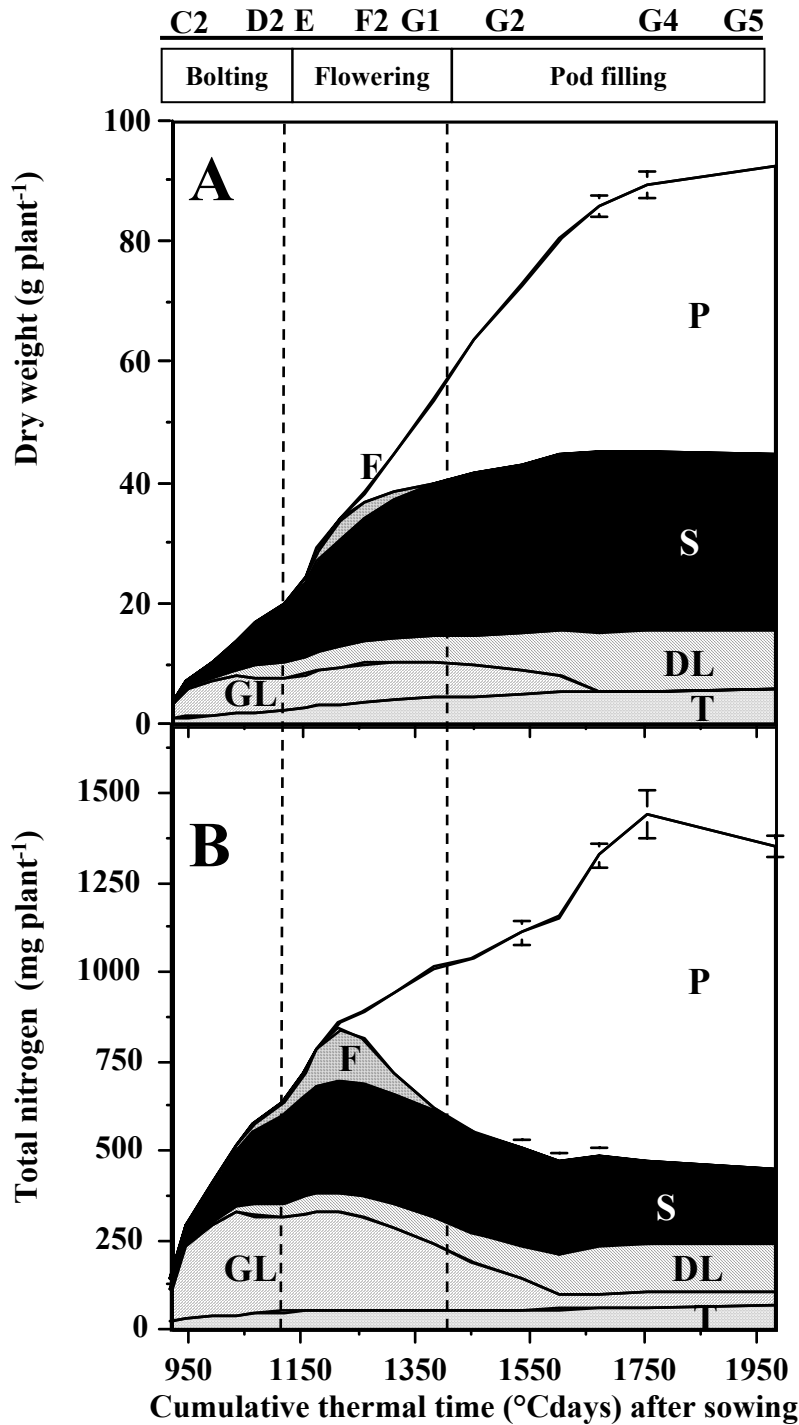 C2 D2 E F2 G1 G2 G4 G5
Bolting Flowering Pod filling
A
Dry weight (g plant-1)
100
80
60
40
20
0
P
F
S
DL
GL
T
B
Total nitrogen (mg plant-1)
1500
1250
1000
750
500
250
0
P
F
S
GL
DL
T
950 1150 1350 1550 1750 1950
Cumulative thermal time (°Cdays) after sowing